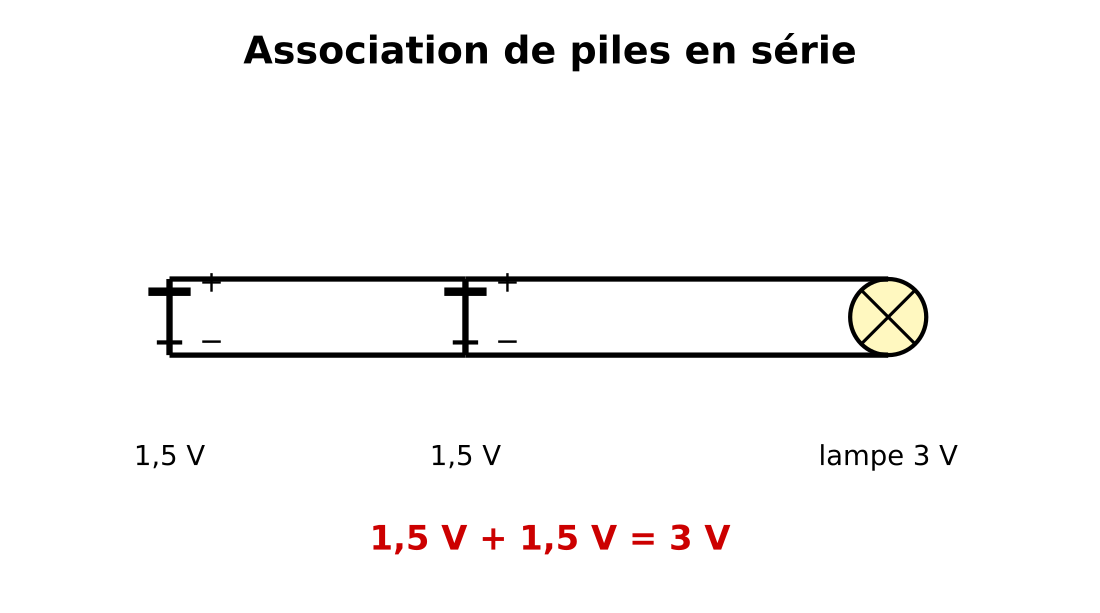 Association de piles en série
+ +
− −
1,5 V 1,5 V lampe 3 V
1,5 V + 1,5 V = 3 V